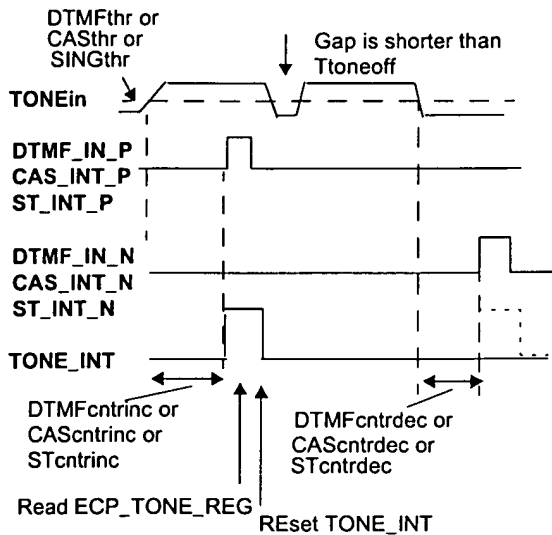 DTMFthr or
CASthr or
SINGthr
Gap is shorter than
Ttoneoff
TONEin
DTMF_IN_P
CAS_INT_P
ST_INT_P
DTMF_IN_N
CAS_INT_N
ST_INT_N
TONE_INT
DTMFcntrinc or
CAScntrinc or
STcntrinc
DTMFcntrdec or
CAScntrdec or
STcntrdec
Read ECP_TONE_REG
REset TONE_INT